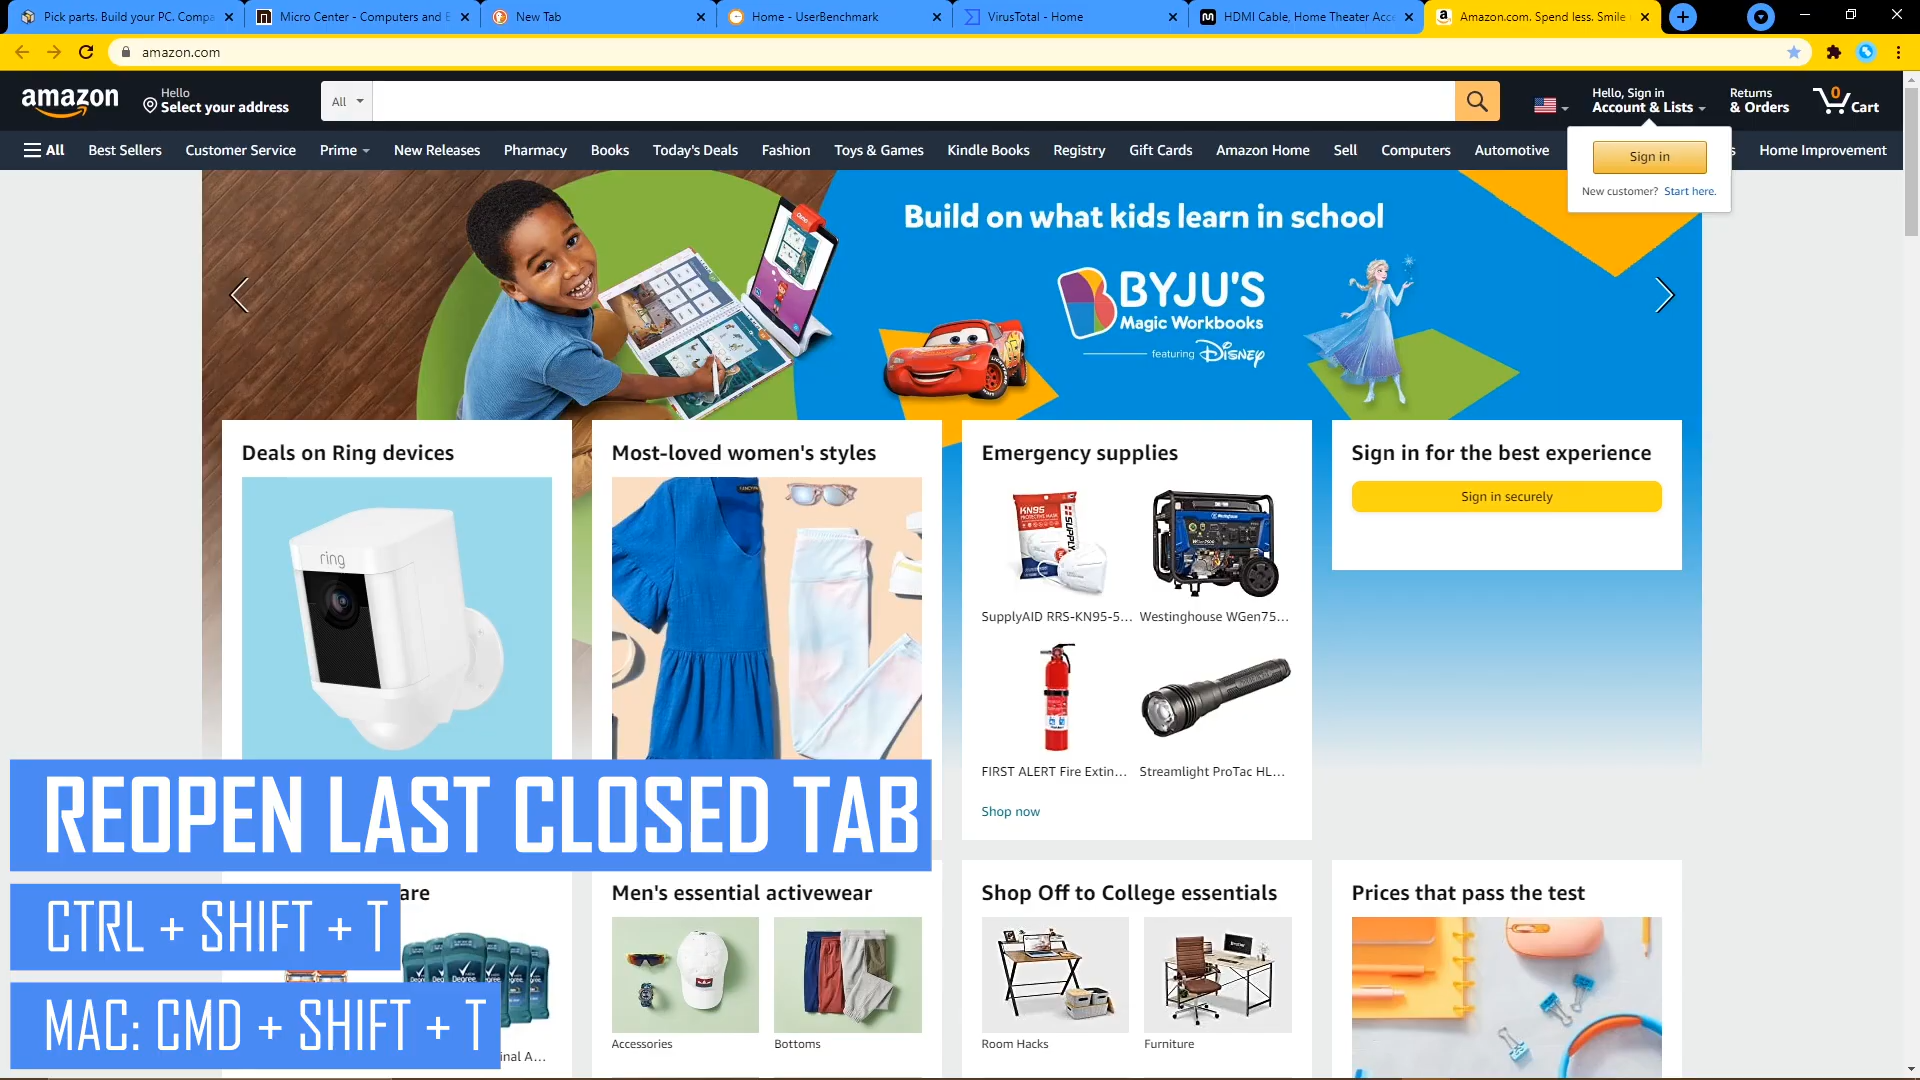 Pick parts. Build your PC. Compa
Micro Center - Computers and E
New Tab
Home - UserBenchmark
VirusTotal - Home
HDMI Cable, Home Theater Acce
Amazon.com. Spend less. Smile
amazon.com
amazon
Hello
Select your address
All
Hello, Sign in
Account & Lists
Returns
& Orders
0
Cart
All
Best Sellers
Customer Service
Prime
New Releases
Pharmacy
Books
Today's Deals
Fashion
Toys & Games
Kindle Books
Registry
Gift Cards
Amazon Home
Sell
Computers
Automotive
s
Home Improvement
Sign in
New customer? Start here.
Build on what kids learn in school
BYJU'S
Magic Workbooks
featuring Disney
Deals on Ring devices
ring
Most-loved women's styles
Emergency supplies
KN95
SUPPLY
SupplyAID RRS-KN95-5...
Westinghouse WGen75...
FIRST ALERT Fire Extin...
Streamlight ProTac HL...
Shop now
Sign in for the best experience
Sign in securely
REOPEN LAST CLOSED TAB
CTRL + SHIFT + T
MAC: CMD + SHIFT + T
are
Degree
inal A...
Men's essential activewear
Accessories
Bottoms
Shop Off to College essentials
Room Hacks
Furniture
Prices that pass the test